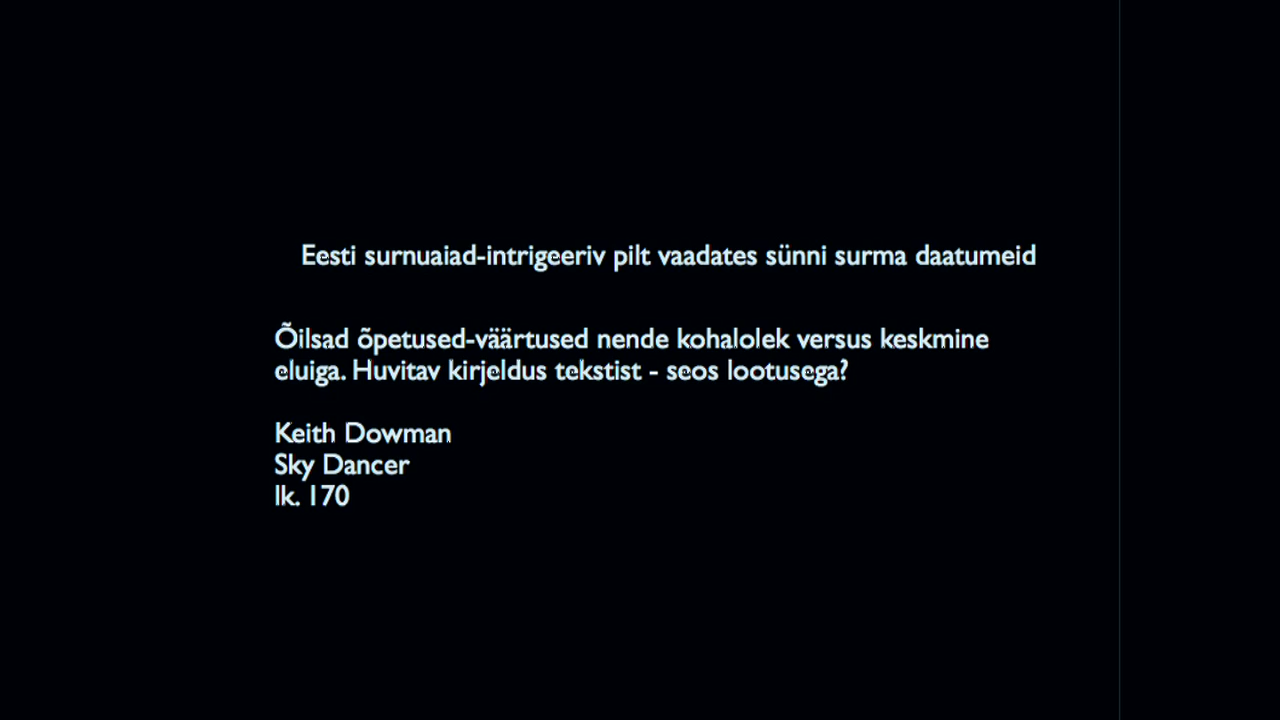 Eesti surnuaiad-intrigeeriv pilt vaadates sünni surma daatumeid
Õilsad õpetused-väärtused nende kohalolek versus keskmine
eluiga. Huvitav kirjeldus tekstist - seos lootusega?
Keith Dowman
Sky Dancer
lk. 170